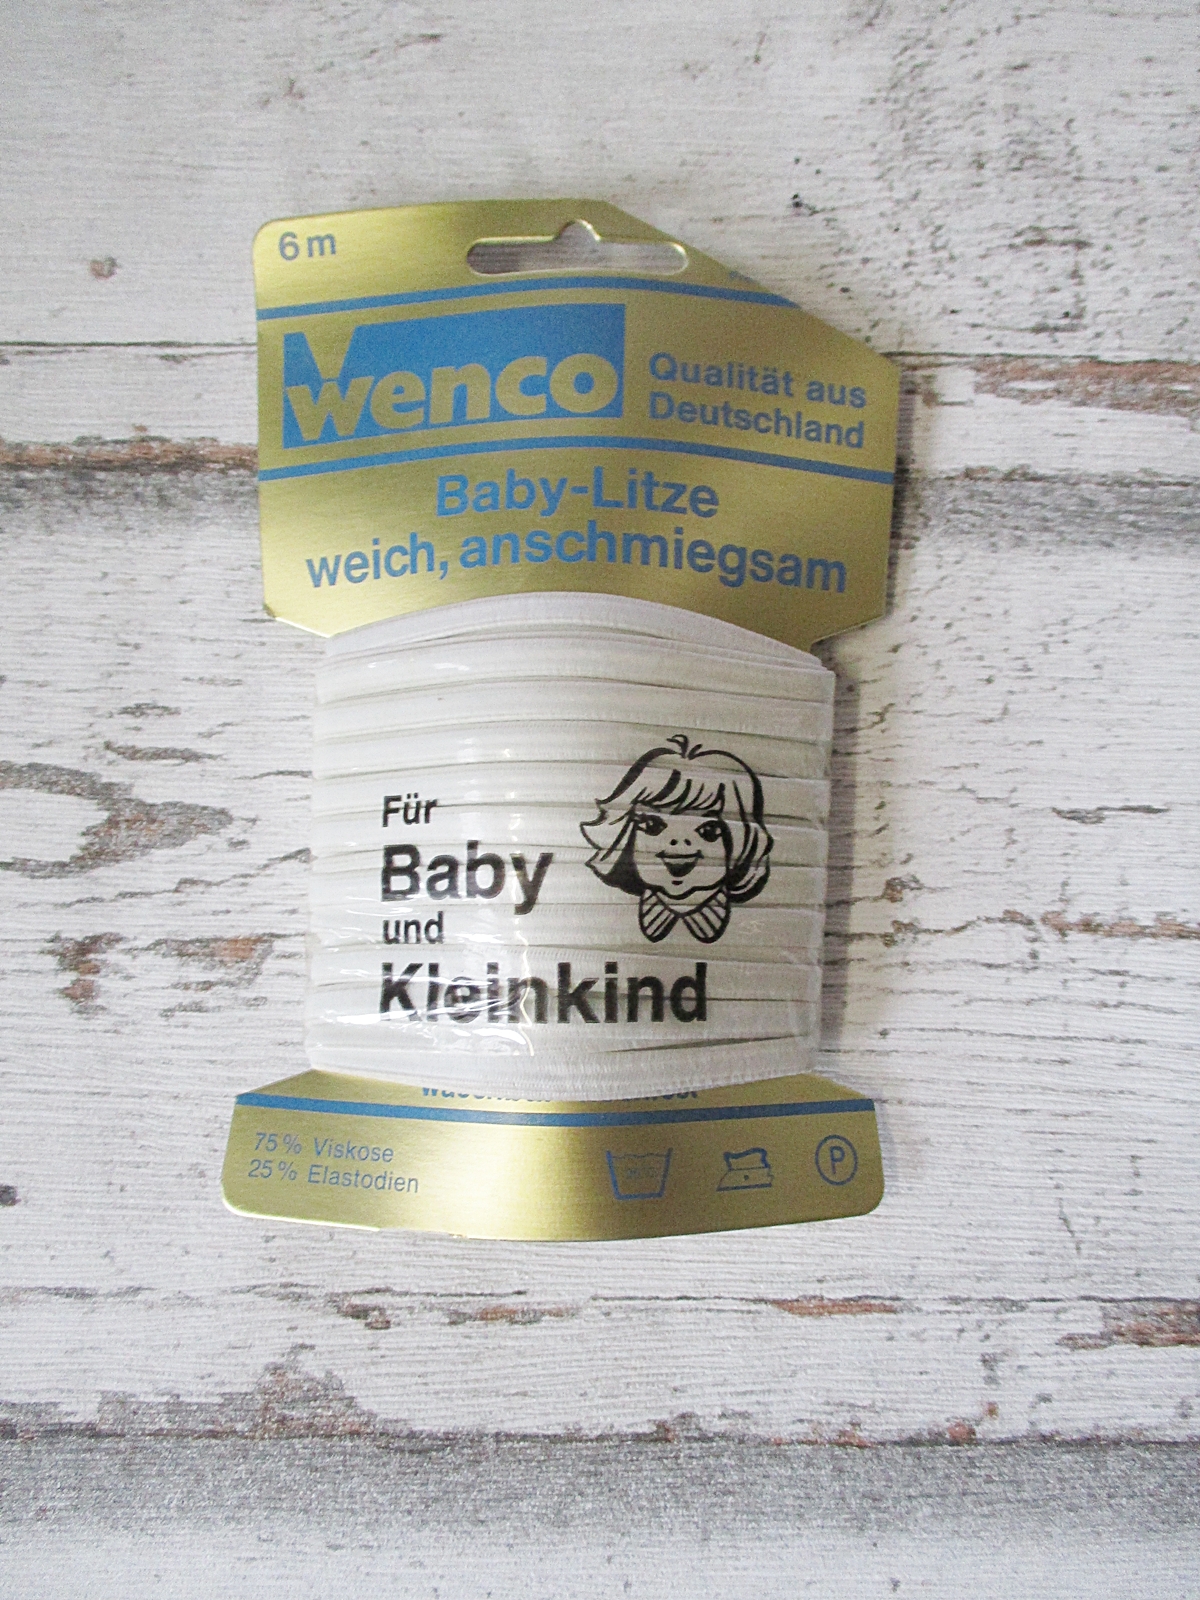 6 m
Wenco
Qualität aus
Deutschland
Baby-Litze
weich, anschmiegsam
Für
Baby
und
Kleinkind
75 % Viskose
25 % Elastodien
P